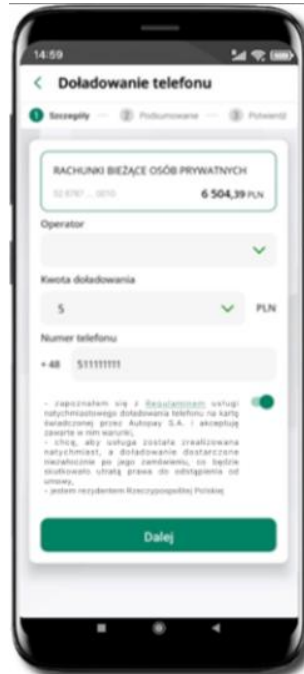 14:59
Doładowanie telefonu
1 Szczegóły 2 Podsumowanie 3 Potwierdź
RACHUNKI BIEŻĄCE OSÓB PRYWATNYCH
6 504,39 PLN
Operator
Kwota doładowania
5 PLN
Numer telefonu
+ 48 511111111
- zapoznałem się z Regulaminem usługi
natychmiastowego doładowania telefonu na kartę
świadczonej przez Autopay S.A. i akceptuję
zawarte w nim warunki,
- chcę, aby usługa została zrealizowana
natychmiast, a doładowanie dostarczone
niezwłocznie po jego zamówieniu, co będzie
skutkowało utratą prawa do odstąpienia od
umowy,
- jestem rezydentem Rzeczypospolitej Polskiej
Dalej